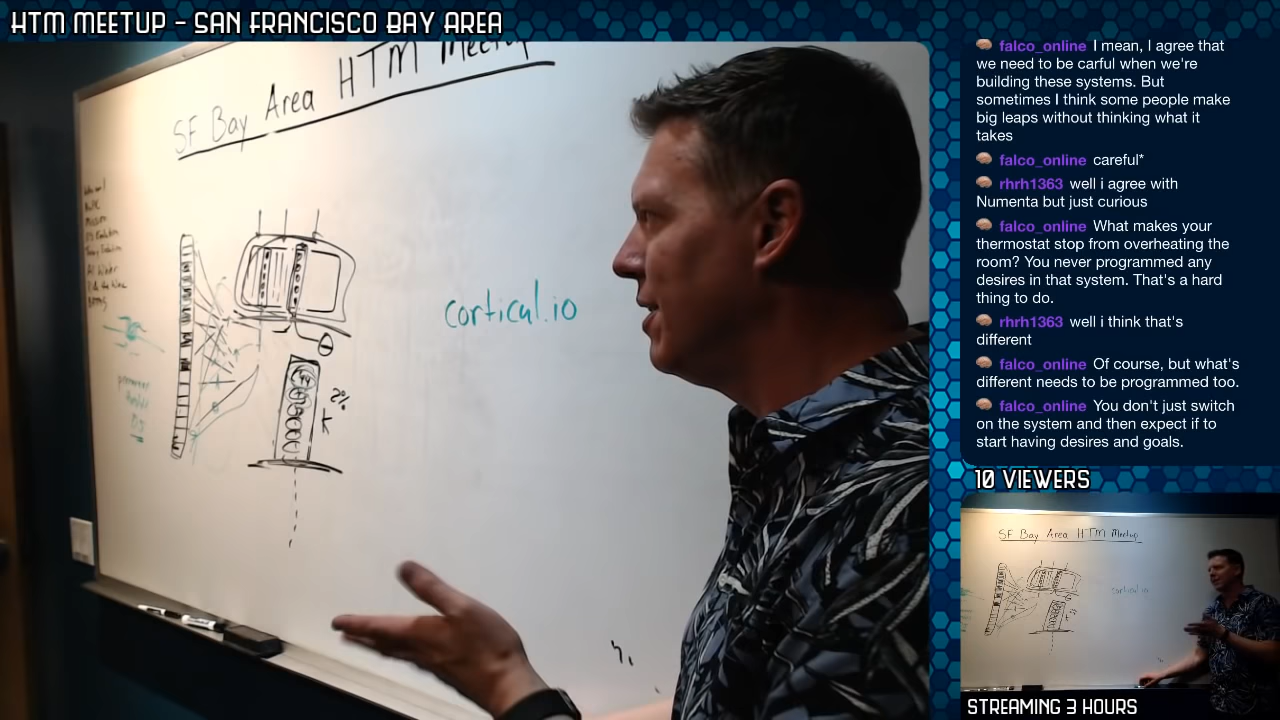 HTM MEETUP - SAN FRANCISCO BAY AREA
SF Bay Area HTM Meetup
cortical.io
2%
K
falco_online I mean, I agree that
we need to be carful when we're
building these systems. But
sometimes I think some people make
big leaps without thinking what it
takes
falco_online careful*
rhrh1363 well i agree with
Numenta but just curious
falco_online What makes your
thermostat stop from overheating the
room? You never programmed any
desires in that system. That's a hard
thing to do.
rhrh1363 well i think that's
different
falco_online Of course, but what's
different needs to be programmed too.
falco_online You don't just switch
on the system and then expect if to
start having desires and goals.
10 VIEWERS
SF Bay Area HTM Meetup
cortical.io
STREAMING 3 HOURS